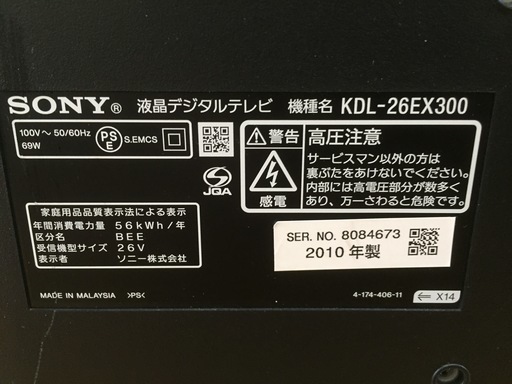 SONY® 液晶デジタルテレビ 機種名 KDL-26EX300
100V～ 50/60Hz
69W
PS
E
S.EMCS
JQA
警告 高圧注意
サービスマン以外の方は
裏ぶたをあけないでください。
内部には高電圧部分が数多く
あり、万一さわると危険です。
感電
家庭用品品質表示法による表示
年間消費電力量 56kWh/年
区分名 BEE
受信機型サイズ 26V
表示者 ソニー株式会社
SER. NO. 8084673
2010年製
MADE IN MALAYSIA >PS<
4-174-406-11 X14